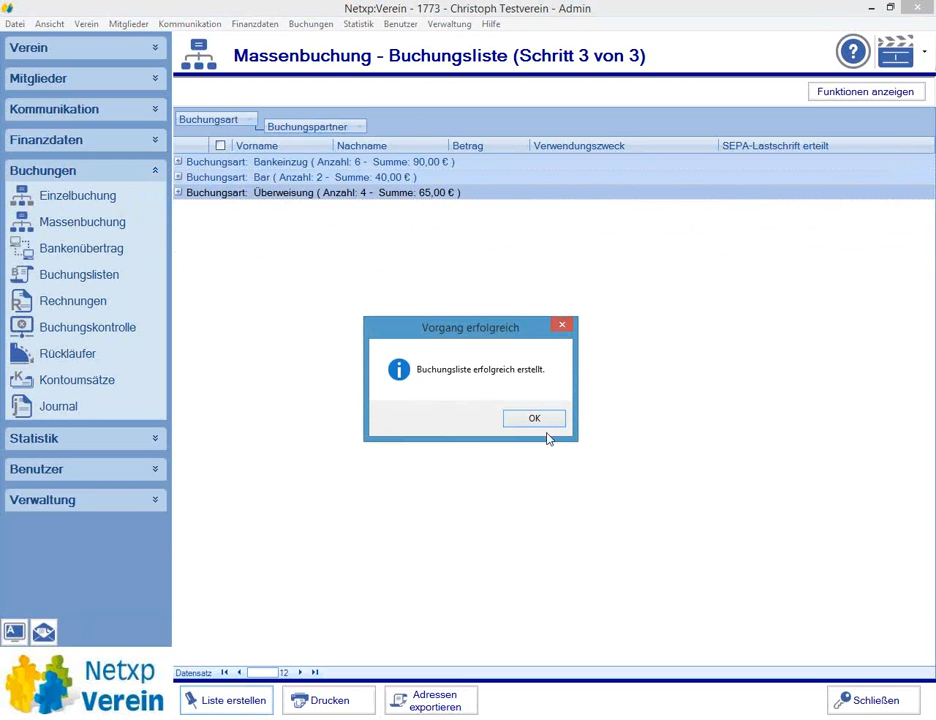 Netxp:Verein - 1773 - Christoph Testverein - Admin
Datei Ansicht Verein Mitglieder Kommunikation Finanzdaten Buchungen Statistik Benutzer Verwaltung Hilfe
Verein
Mitglieder
Kommunikation
Finanzdaten
Buchungen
Einzelbuchung
Massenbuchung
Bankenübertrag
Buchungslisten
Rechnungen
Buchungskontrolle
Rückläufer
Kontoumsätze
Journal
Statistik
Benutzer
Verwaltung
Netxp
Verein
Massenbuchung - Buchungsliste (Schritt 3 von 3)
Funktionen anzeigen
Buchungsart
Buchungspartner
Vorname Nachname Betrag Verwendungszweck SEPA-Lastschrift erteilt
Buchungsart: Bankeinzug ( Anzahl: 6 - Summe: 90,00 € )
Buchungsart: Bar ( Anzahl: 2 - Summe: 40,00 € )
Buchungsart: Überweisung ( Anzahl: 4 - Summe: 65,00 € )
Vorgang erfolgreich
Buchungsliste erfolgreich erstellt.
OK
Datensatz 12
Liste erstellen
Drucken
Adressen
exportieren
Schließen